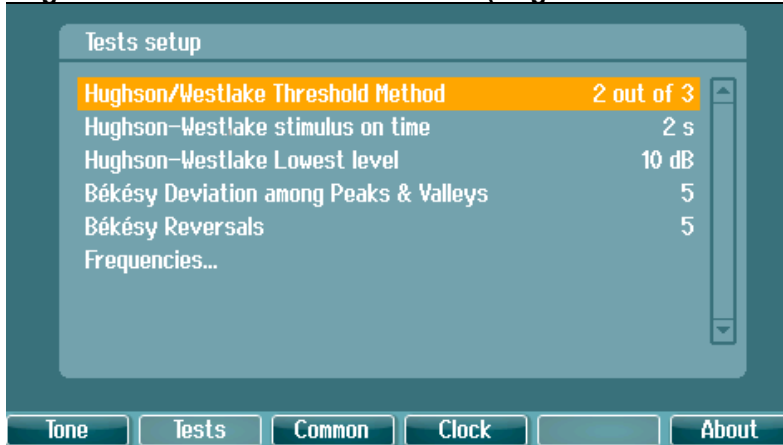 Tests setup
Hughson/Westlake Threshold Method 2 out of 3
Hughson-Westlake stimulus on time 2 s
Hughson-Westlake Lowest level 10 dB
Békésy Deviation among Peaks & Valleys 5
Békésy Reversals 5
Frequencies...
Tone Tests Common Clock About